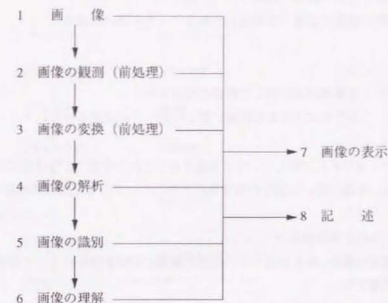 1 画 像
2 画像の観測（前処理）
3 画像の変換（前処理）
7 画像の表示
4 画像の解析
8 記 述
5 画像の識別
6 画像の理解